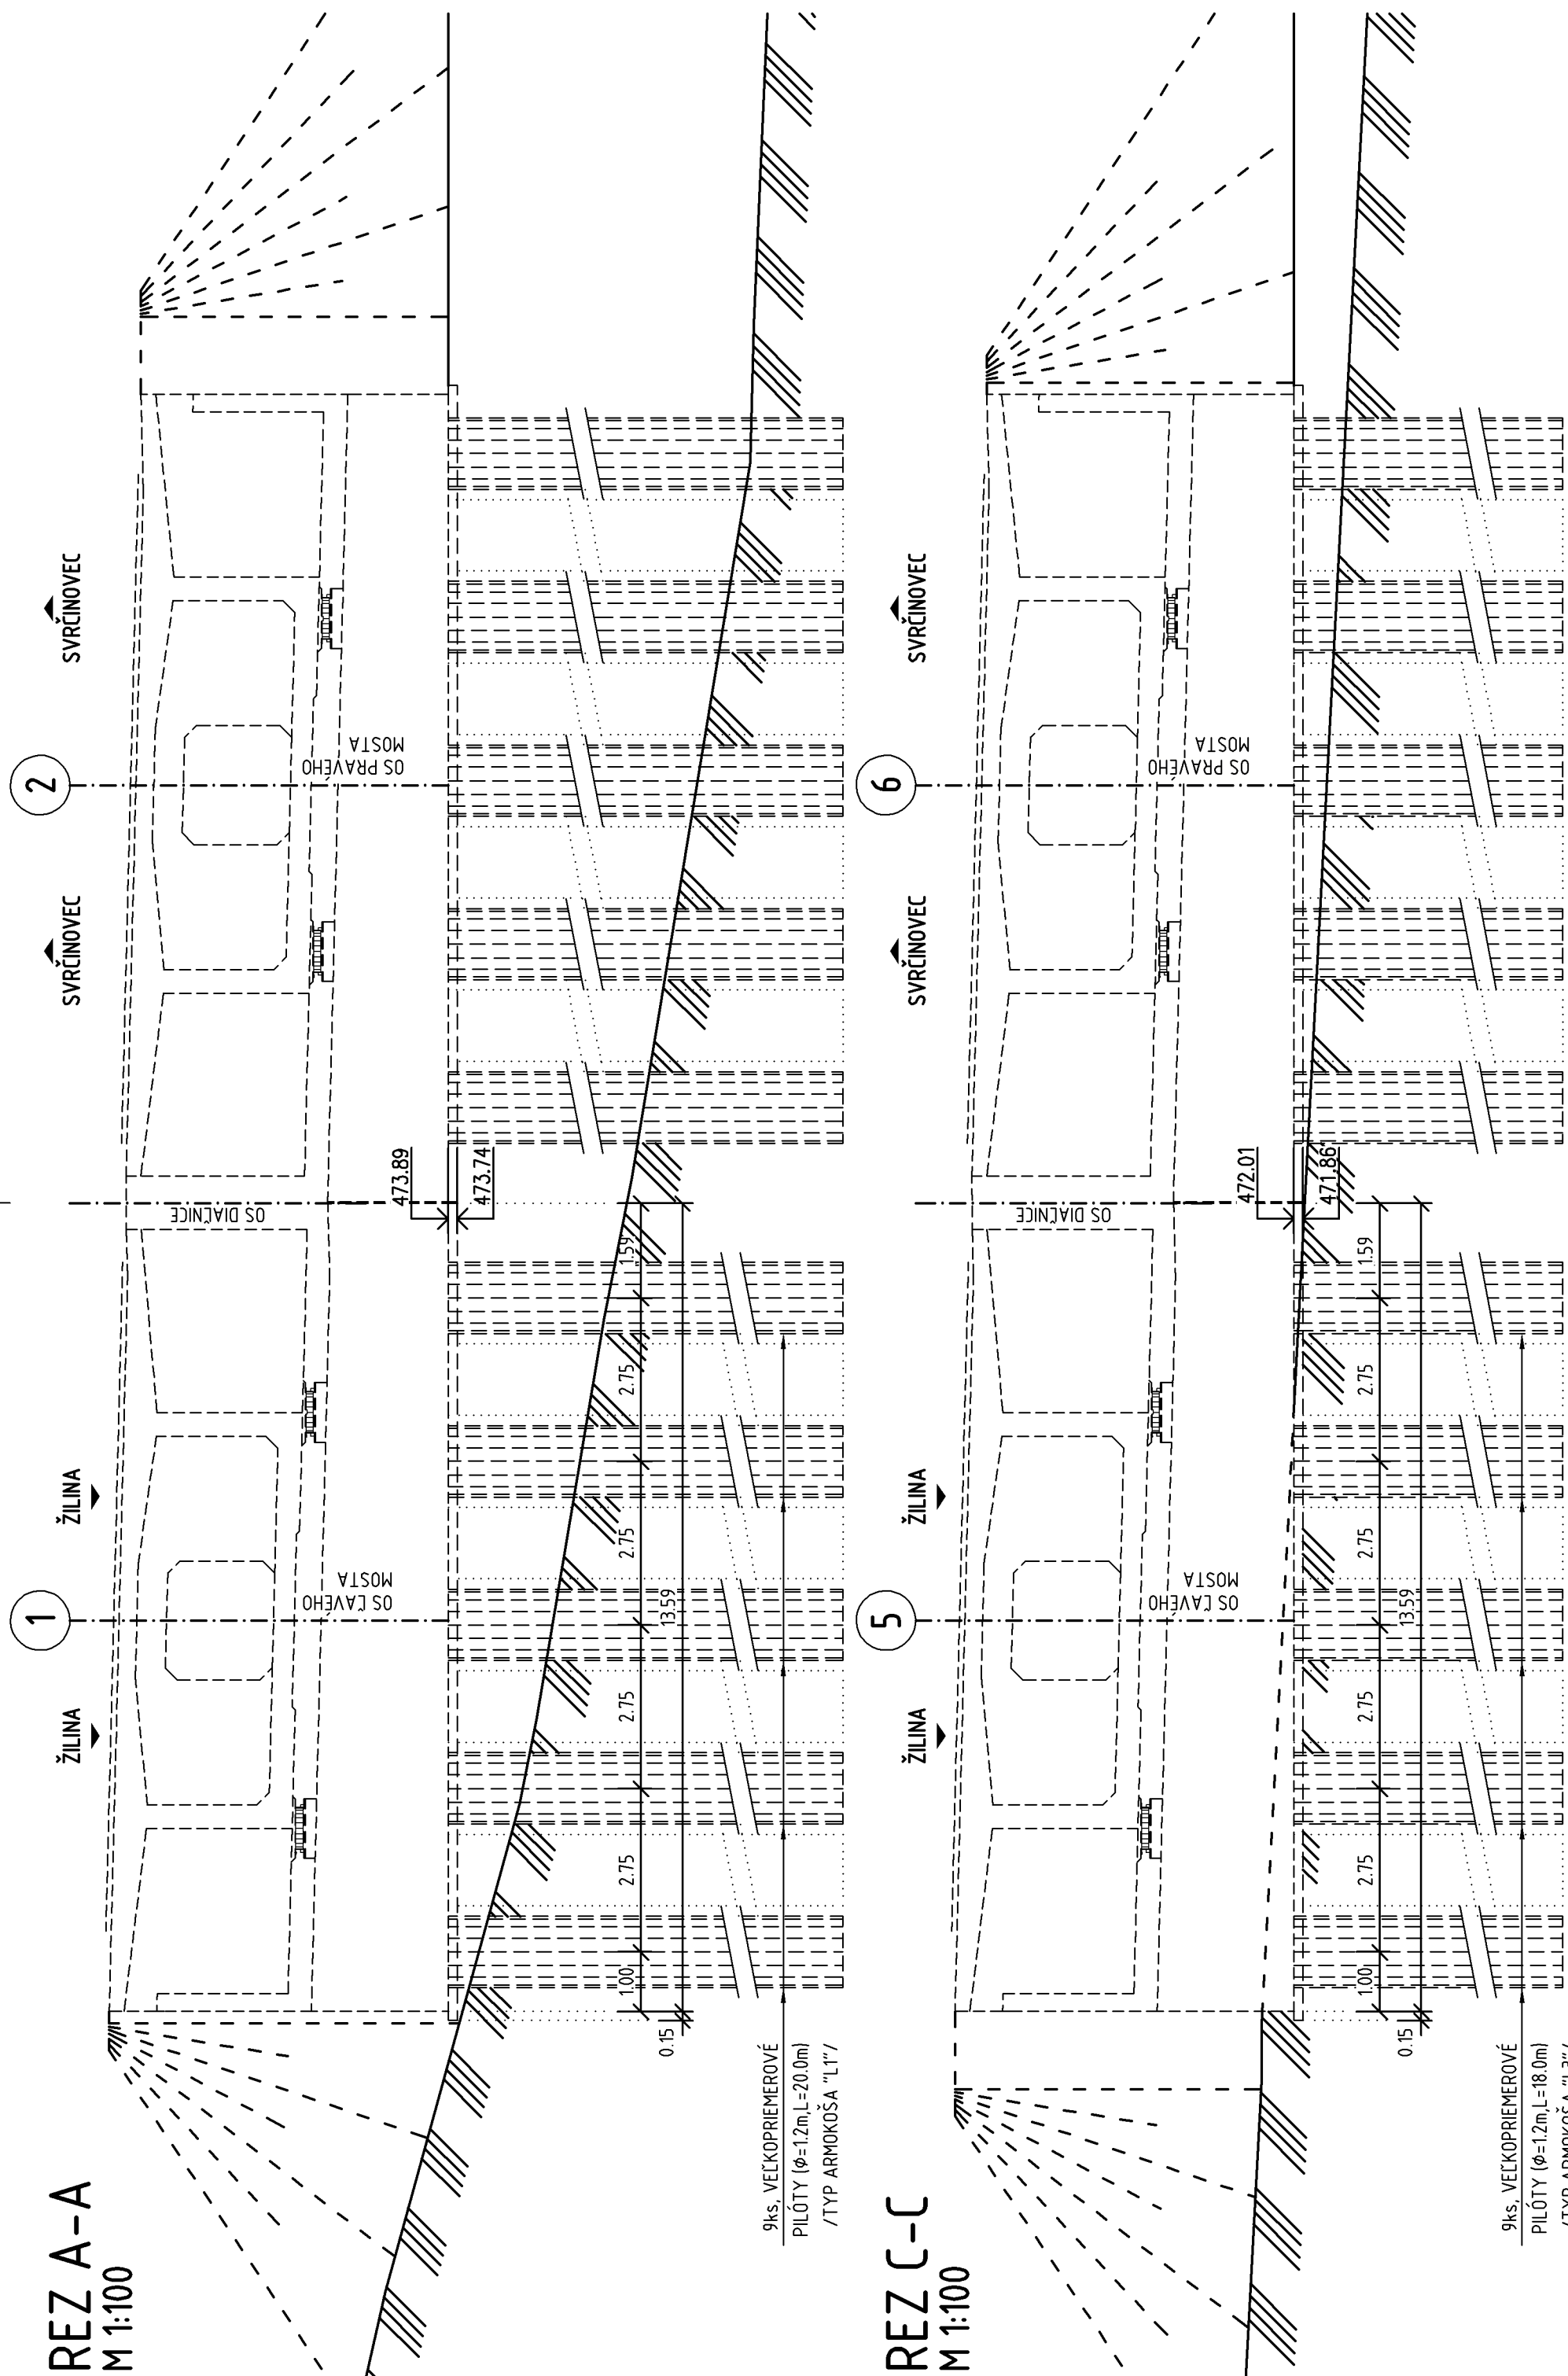 REZ A-A
M 1:100
1
2
ŽILINA
ŽILINA
SVRČINOVEC
SVRČINOVEC
OS ĽAVÉHO
MOSTA
OS DIAĽNICE
OS PRAVÉHO
MOSTA
473.89
473.74
0.15
1.00
2.75
2.75
2.75
2.75
1.59
13.59
9ks, VEĽKOPRIEMEROVÉ
PILÓTY (ϕ=1.2m,L=20.0m)
/TYP ARMOKOŠA "L1"/
REZ C-C
M 1:100
5
6
ŽILINA
ŽILINA
SVRČINOVEC
SVRČINOVEC
OS ĽAVÉHO
MOSTA
OS DIAĽNICE
OS PRAVÉHO
MOSTA
472.01
471.86
0.15
1.00
2.75
2.75
2.75
2.75
1.59
13.59
9ks, VEĽKOPRIEMEROVÉ
PILÓTY (ϕ=1.2m,L=18.0m)
/TYP ARMOKOŠA